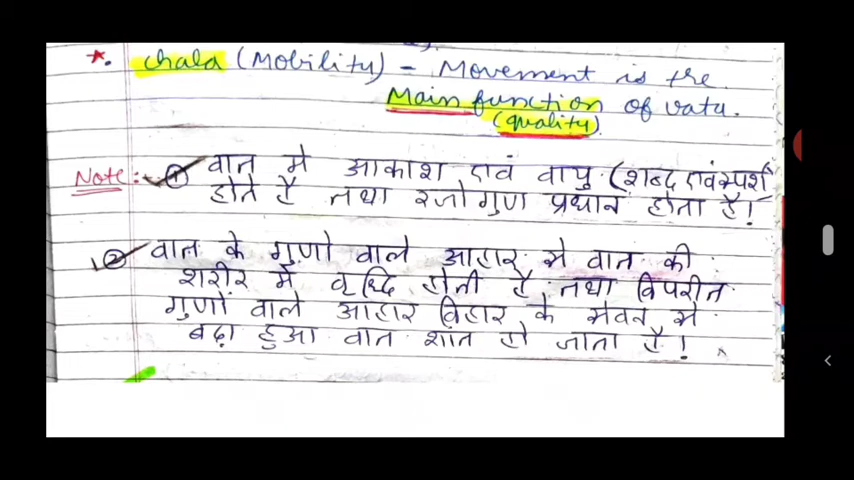 *. Chala (Mobility) - Movement is the
Main function of vata.
(quality)
Note:- ① वात मे आकाश एवं वायु (शब्द एवं स्पर्श
होते है तथा रजोगुण प्रधान होता है!
② वात के गुणो वाले आहार से वात की
शरीर मे वृद्धि होती है तथा विपरीत
गुणों वाले आहार विहार के सेवन से
बढ़ा हुआ वात शांत हो जाता है!